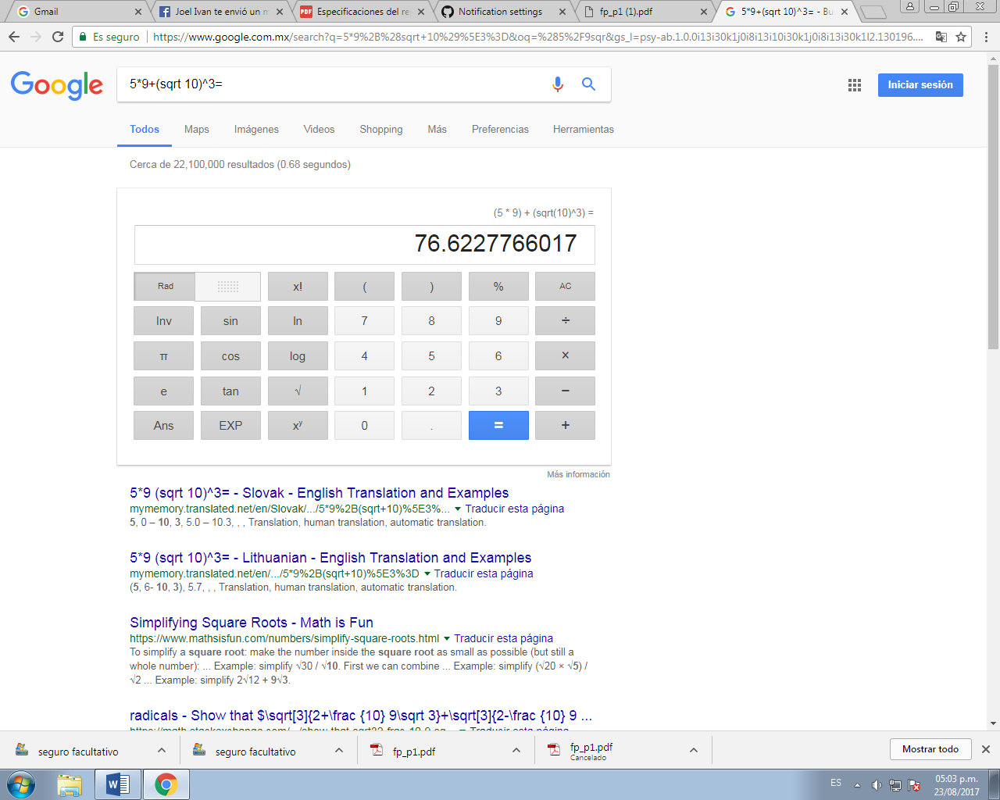 Gmail
Joel Ivan te envió un m
PDF Especificaciones del re
Notification settings
fp_p1 (1).pdf
5*9+(sqrt 10)^3= - Bu
Es seguro
https://www.google.com.mx/search?q=5*9%2B%28sqrt+10%29%5E3%3D&oq=%285%2F9sqr&gs_l=psy-ab.1.0.0i13i30k1j0i8i13i10i30k1j0i8i13i30k1l2.130196....
Google
5*9+(sqrt 10)^3=
Iniciar sesión
Todos Maps Imágenes Videos Shopping Más Preferencias Herramientas
Cerca de 22,100,000 resultados (0.68 segundos)
(5 * 9) + (sqrt(10)^3) =
76.6227766017
Rad x! ( ) % AC
Inv sin ln 7 8 9 ÷
π cos log 4 5 6 ×
e tan √ 1 2 3 −
Ans EXP xʸ 0 . = +
Más información
5*9 (sqrt 10)^3= - Slovak - English Translation and Examples
mymemory.translated.net/en/Slovak/.../5*9%2B(sqrt+10)%5E3%... Traducir esta página
5, 0 – 10, 3, 5.0 – 10.3, , , Translation, human translation, automatic translation.
5*9 (sqrt 10)^3= - Lithuanian - English Translation and Examples
mymemory.translated.net/en/.../5*9%2B(sqrt+10)%5E3%3D Traducir esta página
(5, 6- 10, 3), 5.7, , , Translation, human translation, automatic translation.
Simplifying Square Roots - Math is Fun
https://www.mathsisfun.com/numbers/simplify-square-roots.html Traducir esta página
To simplify a square root: make the number inside the square root as small as possible (but still a
whole number): ... Example: simplify √30 / √10. First we can combine ... Example: simplify (√20 × √5) /
√2 ... Example: simplify 2√12 + 9√3.
radicals - Show that $\sqrt[3]{2+\frac {10} 9\sqrt 3}+\sqrt[3]{2-\frac {10} 9 ...
seguro facultativo
seguro facultativo
fp_p1.pdf
fp_p1.pdf
Cancelado
Mostrar todo
ES
05:03 p.m.
23/08/2017